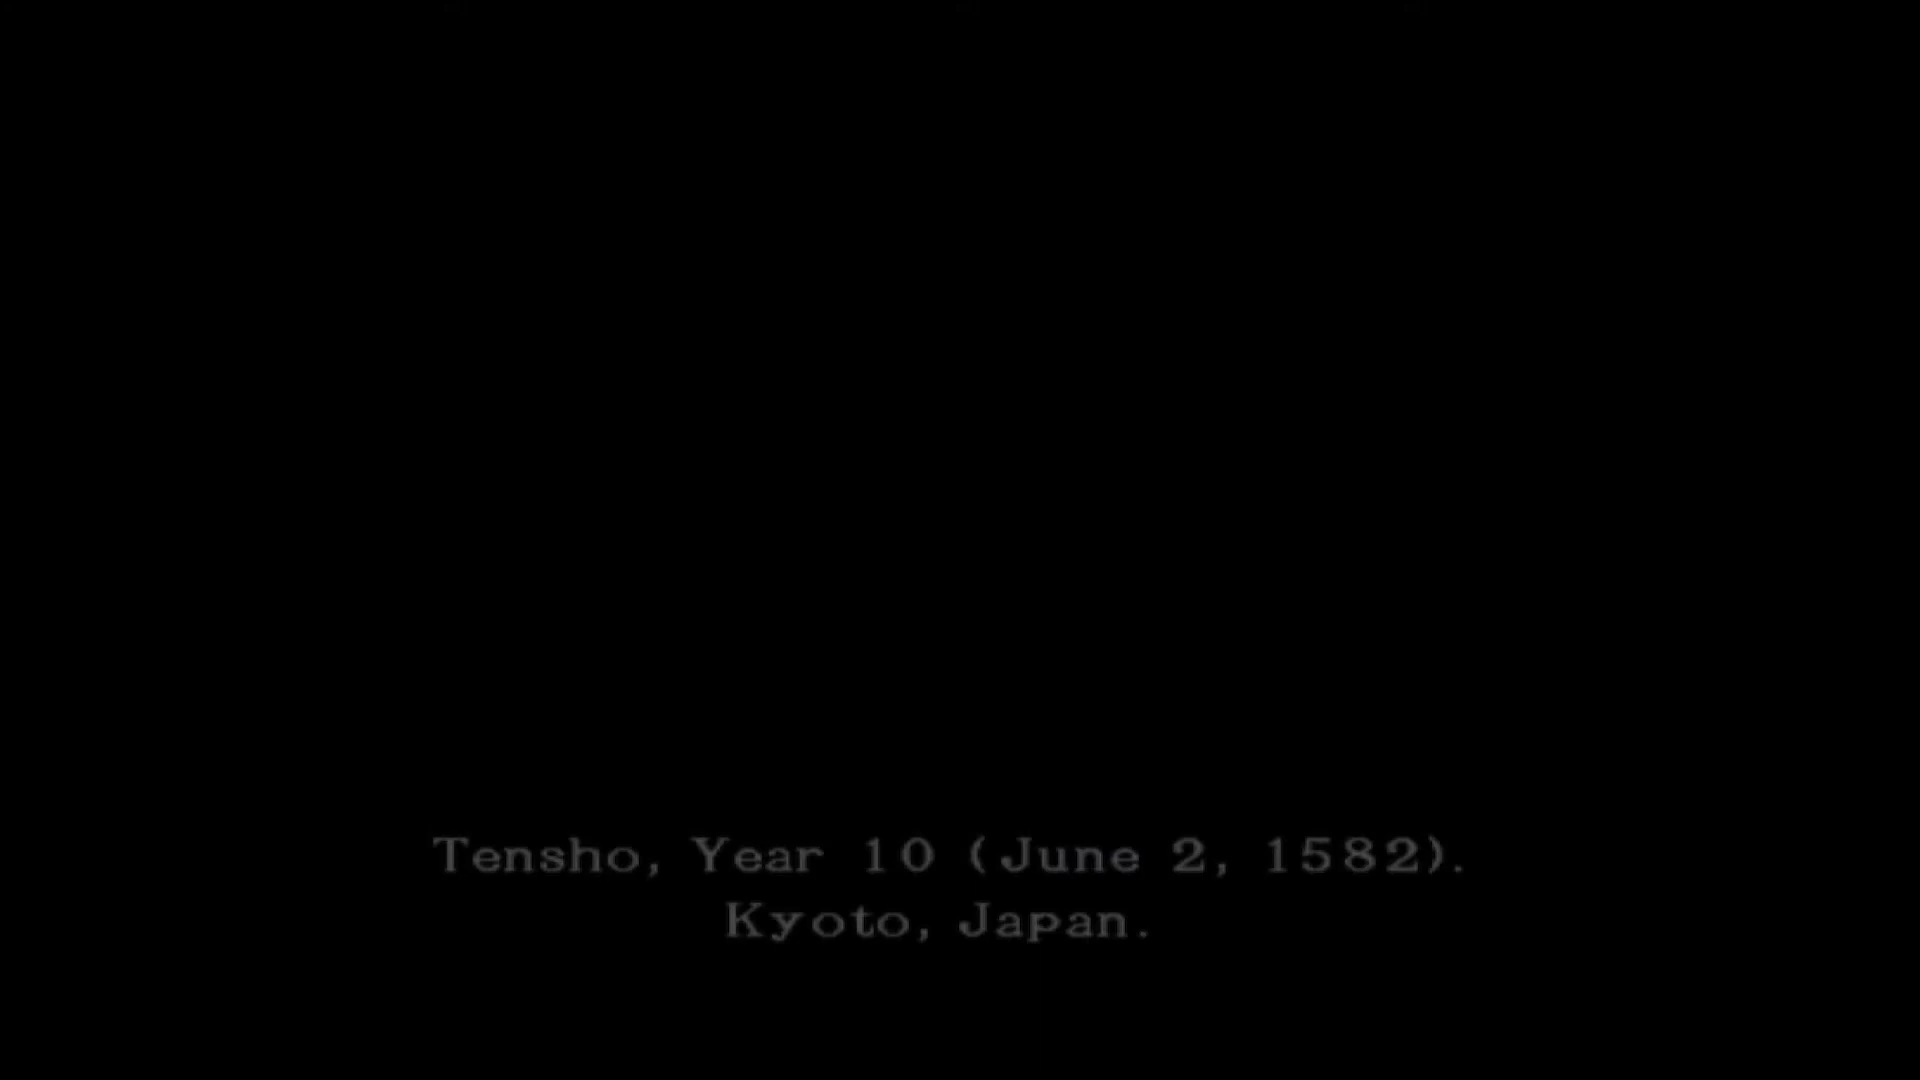 Tensho, Year 10 (June 2, 1582).
Kyoto, Japan.